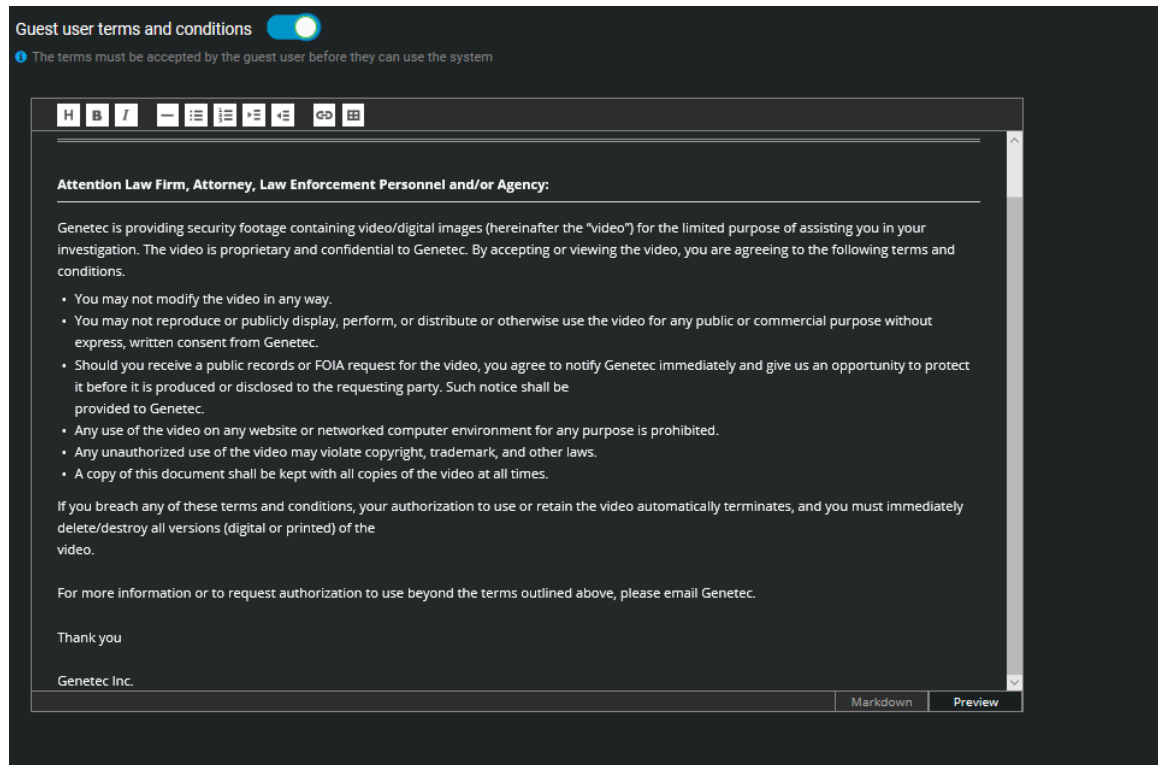 Guest user terms and conditions
The terms must be accepted by the guest user before they can use the system
H B I
Attention Law Firm, Attorney, Law Enforcement Personnel and/or Agency:
Genetec is providing security footage containing video/digital images (hereinafter the “video”) for the limited purpose of assisting you in your
investigation. The video is proprietary and confidential to Genetec. By accepting or viewing the video, you are agreeing to the following terms and
conditions.
• You may not modify the video in any way.
• You may not reproduce or publicly display, perform, or distribute or otherwise use the video for any public or commercial purpose without
express, written consent from Genetec.
• Should you receive a public records or FOIA request for the video, you agree to notify Genetec immediately and give us an opportunity to protect
it before it is produced or disclosed to the requesting party. Such notice shall be
provided to Genetec.
• Any use of the video on any website or networked computer environment for any purpose is prohibited.
• Any unauthorized use of the video may violate copyright, trademark, and other laws.
• A copy of this document shall be kept with all copies of the video at all times.
If you breach any of these terms and conditions, your authorization to use or retain the video automatically terminates, and you must immediately
delete/destroy all versions (digital or printed) of the
video.
For more information or to request authorization to use beyond the terms outlined above, please email Genetec.
Thank you
Genetec Inc.
Markdown Preview